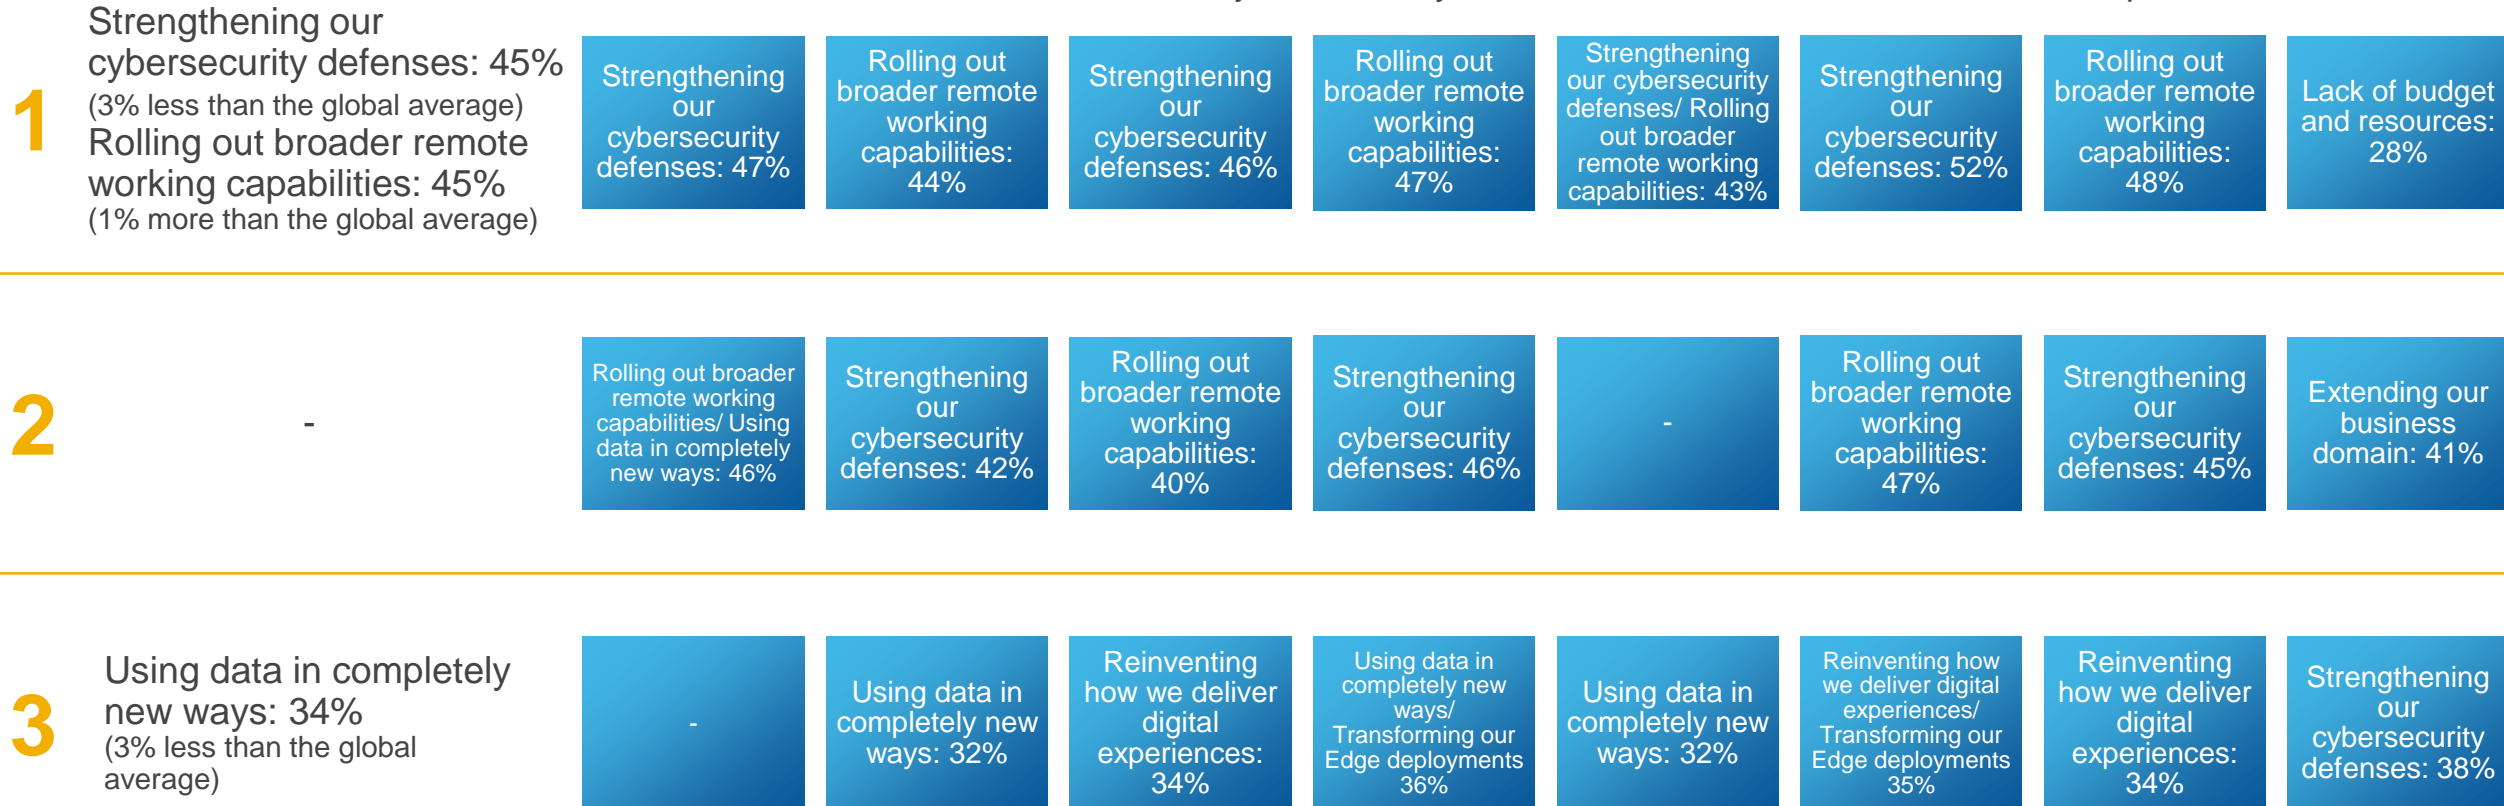 1
Strengthening our
cybersecurity defenses: 45%
(3% less than the global average)
Rolling out broader remote
working capabilities: 45%
(1% more than the global average)
Strengthening
our
cybersecurity
defenses: 47%
Rolling out
broader remote
working
capabilities:
44%
Strengthening
our
cybersecurity
defenses: 46%
Rolling out
broader remote
working
capabilities:
47%
Strengthening
our cybersecurity
defenses/ Rolling
out broader
remote working
capabilities: 43%
Strengthening
our
cybersecurity
defenses: 52%
Rolling out
broader remote
working
capabilities:
48%
Lack of budget
and resources:
28%
2
-
Rolling out broader
remote working
capabilities/ Using
data in completely
new ways: 46%
Strengthening
our
cybersecurity
defenses: 42%
Rolling out
broader remote
working
capabilities:
40%
Strengthening
our
cybersecurity
defenses: 46%
-
Rolling out
broader remote
working
capabilities:
47%
Strengthening
our
cybersecurity
defenses: 45%
Extending our
business
domain: 41%
3
Using data in completely
new ways: 34%
(3% less than the global
average)
-
Using data in
completely new
ways: 32%
Reinventing
how we deliver
digital
experiences:
34%
Using data in
completely new
ways/
Transforming our
Edge deployments
36%
Using data in
completely new
ways: 32%
Reinventing how
we deliver digital
experiences/
Transforming our
Edge deployments
35%
Reinventing
how we deliver
digital
experiences:
34%
Strengthening
our
cybersecurity
defenses: 38%